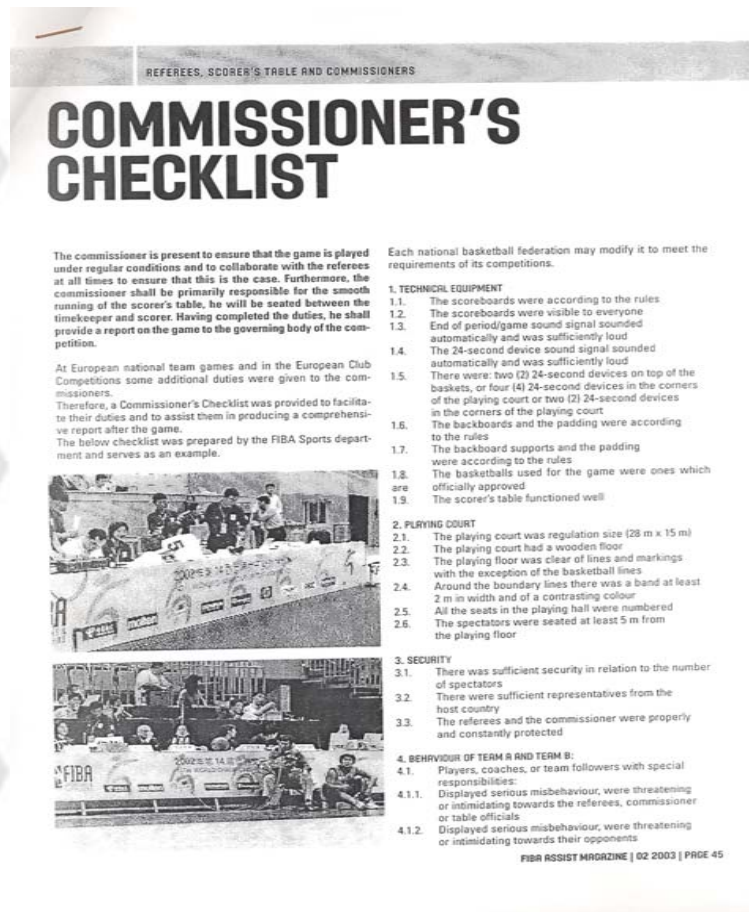 REFEREES, SCORER'S TABLE AND COMMISSIONERS
COMMISSIONER'S
CHECKLIST
The commissioner is present to ensure that the game is played
under regular conditions and to collaborate with the referees
at all times to ensure that this is the case. Furthermore, the
commissioner shall be primarily responsible for the smooth
running of the scorer's table, he will be seated between the
timekeeper and scorer. Having completed the duties, he shall
provide a report on the game to the governing body of the com-
petition.
At European national team games and in the European Club
Competitions some additional duties were given to the com-
missioners.
Therefore, a Commissioner's Checklist was provided to facilita-
te their duties and to assist them in producing a comprehensi-
ve report after the game.
The below checklist was prepared by the FIBA Sports depart-
ment and serves as an example.
FIBA
Each national basketball federation may modify it to meet the
requirements of its competitions.
1. TECHNICAL EQUIPMENT
1.1. The scoreboards were according to the rules
1.2. The scoreboards were visible to everyone
1.3. End of period/game sound signal sounded
automatically and was sufficiently loud
1.4. The 24-second device sound signal sounded
automatically and was sufficiently loud
1.5. There were: two (2) 24-second devices on top of the
baskets, or four (4) 24-second devices in the corners
of the playing court or two (2) 24-second devices
in the corners of the playing court
1.6. The backboards and the padding were according
to the rules
1.7. The backboard supports and the padding
were according to the rules
1.8. The basketballs used for the game were ones which
are officially approved
1.9. The scorer's table functioned well
2. PLAYING COURT
2.1. The playing court was regulation size (28 m x 15 m)
2.2. The playing court had a wooden floor
2.3. The playing floor was clear of lines and markings
with the exception of the basketball lines
2.4. Around the boundary lines there was a band at least
2 m in width and of a contrasting colour
2.5. All the seats in the playing hall were numbered
2.6. The spectators were seated at least 5 m from
the playing floor
3. SECURITY
3.1. There was sufficient security in relation to the number
of spectators
3.2. There were sufficient representatives from the
host country
3.3. The referees and the commissioner were properly
and constantly protected
4. BEHAVIOUR OF TEAM A AND TEAM B:
4.1. Players, coaches, or team followers with special
responsibilities:
4.1.1. Displayed serious misbehaviour, were threatening
or intimidating towards the referees, commissioner
or table officials
4.1.2. Displayed serious misbehaviour, were threatening
or intimidating towards their opponents
FIBA ASSIST MAGAZINE | 02 2003 | PAGE 45